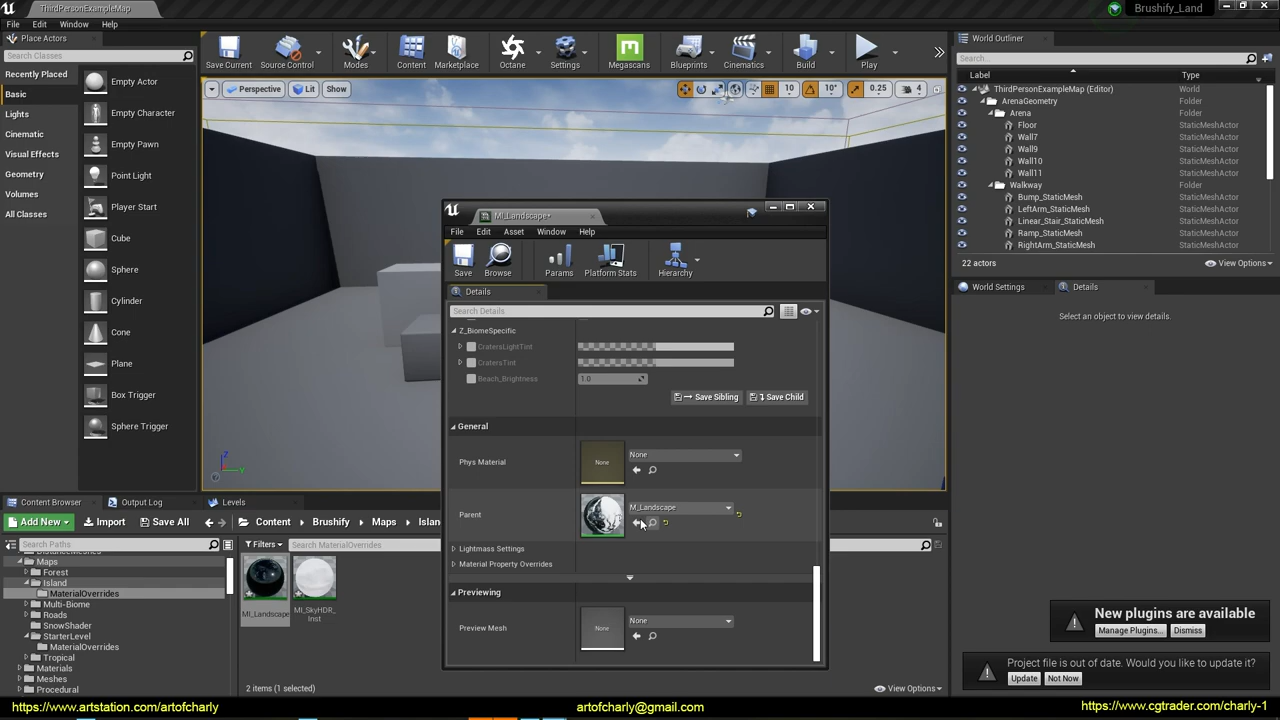 ThirdPersonExampleMap
Brushify_Land
File Edit Window Help
Place Actors
Search Classes
Recently Placed
Basic
Lights
Cinematic
Visual Effects
Geometry
Volumes
All Classes
Empty Actor
Empty Character
Empty Pawn
Point Light
Player Start
Cube
Sphere
Cylinder
Cone
Plane
Box Trigger
Sphere Trigger
Save Current
Source Control
Modes
Content
Marketplace
Octane
Settings
Megascans
Blueprints
Cinematics
Build
Play
Perspective
Lit
Show
10
10°
0.25
4
World Outliner
Search...
Label Type
ThirdPersonExampleMap (Editor) World
ArenaGeometry Folder
Arena Folder
Floor StaticMeshActor
Wall7 StaticMeshActor
Wall9 StaticMeshActor
Wall10 StaticMeshActor
Wall11 StaticMeshActor
Walkway Folder
Bump_StaticMesh StaticMeshActor
LeftArm_StaticMesh StaticMeshActor
Linear_Stair_StaticMesh StaticMeshActor
Ramp_StaticMesh StaticMeshActor
RightArm_StaticMesh StaticMeshActor
22 actors
View Options
World Settings
Details
Select an object to view details.
MI_Landscape*
File Edit Asset Window Help
Save
Browse
Params
Platform Stats
Hierarchy
Details
Search Details
Z_BiomeSpecific
CratersLightTint
CratersTint
Beach_Brightness 1.0
Save Sibling
Save Child
General
Phys Material
None
None
Parent
M_Landscape
Lightmass Settings
Material Property Overrides
Previewing
Preview Mesh
None
None
Content Browser
Output Log
Levels
Add New
Import
Save All
Content
Brushify
Maps
Search Paths
Filters
Search MaterialOverrides
Maps
Forest
Island
MaterialOverrides
Multi-Biome
Roads
SnowShader
StarterLevel
MaterialOverrides
Tropical
Materials
Meshes
Procedural
MI_Landscape
MI_SkyHDR_
Inst
2 items (1 selected)
View Options
New plugins are available
Manage Plugins...
Dismiss
Project file is out of date. Would you like to update it?
Update
Not Now
https://www.artstation.com/artofcharly
artofcharly@gmail.com
https://www.cgtrader.com/charly-1